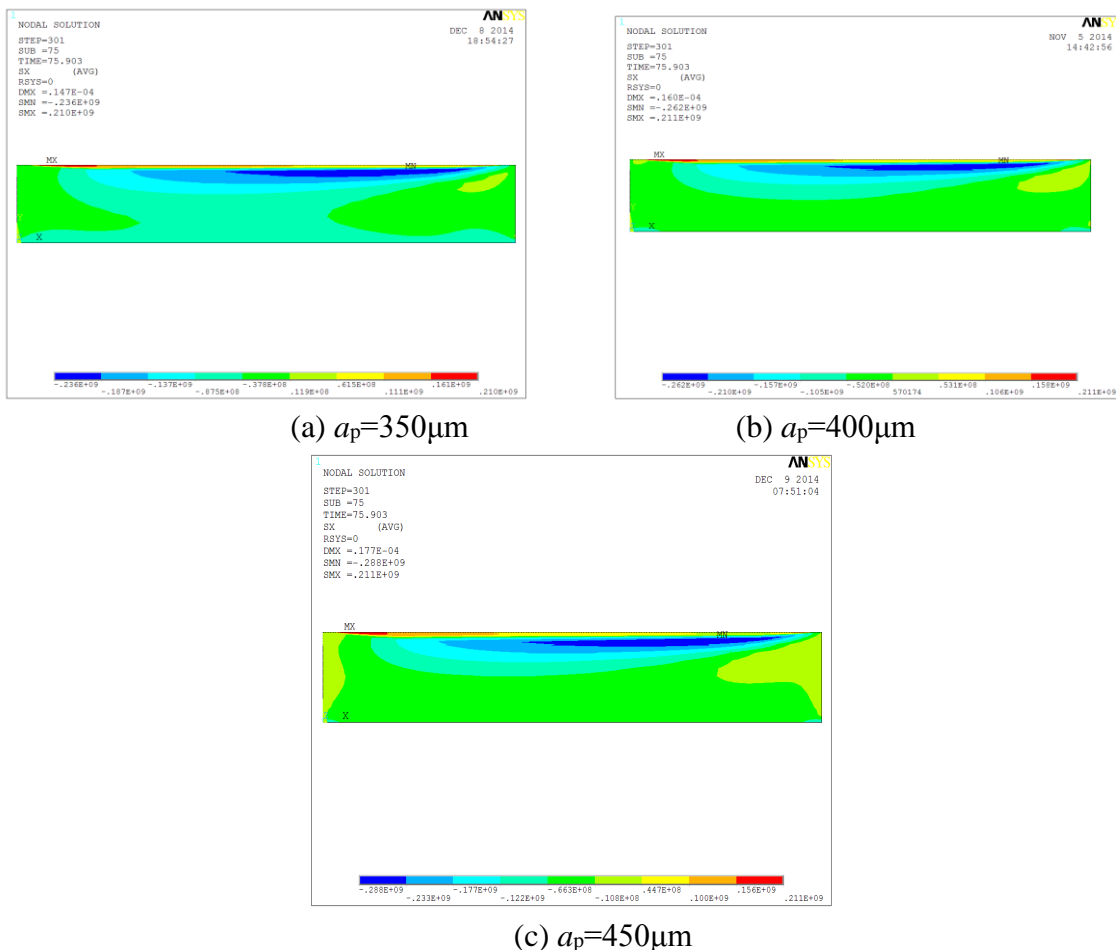 1
ANSYS
NODAL SOLUTION
DEC 8 2014
18:54:27
STEP=301
SUB =75
TIME=75.903
SX (AVG)
RSYS=0
DMX =.147E-04
SMN =-.236E+09
SMX =.210E+09
MX
MN
Y
X
-.236E+09 -.137E+09 -.378E+08 .615E+08 .161E+09
-.187E+09 -.875E+08 .119E+08 .111E+09 .210E+09
(a) ap=350μm
1
ANSY
NODAL SOLUTION
NOV 5 2014
14:42:56
STEP=301
SUB =75
TIME=75.903
SX (AVG)
RSYS=0
DMX =.160E-04
SMN =-.262E+09
SMX =.211E+09
MX
MN
Y
X
-.262E+09 -.157E+09 -.520E+08 .531E+08 .158E+09
-.210E+09 -.105E+09 570174 .106E+09 .211E+09
(b) ap=400μm
1
ANSYS
NODAL SOLUTION
DEC 9 2014
07:51:04
STEP=301
SUB =75
TIME=75.903
SX (AVG)
RSYS=0
DMX =.177E-04
SMN =-.288E+09
SMX =.211E+09
MX
MN
X
-.288E+09 -.177E+09 -.663E+08 .447E+08 .156E+09
-.233E+09 -.122E+09 -.108E+08 .100E+09 .211E+09
(c) ap=450μm